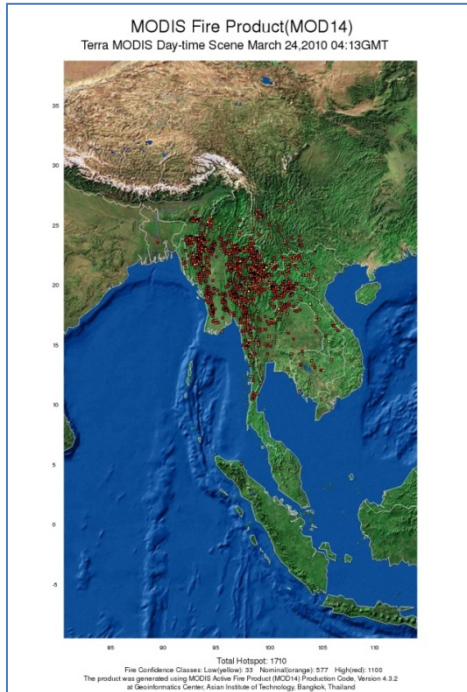 MODIS Fire Product(MOD14)
Terra MODIS Day-time Scene March 24,2010 04:13GMT
35
30
25
20
15
10
5
0
-5
85 90 95 100 105 110
Total Hotspot: 1710
Fire Confidence Classes: Low(yellow): 33 Nominal(orange): 577 High(red): 1100
The product was generated using MODIS Active Fire Product (MOD14) Production Code, Version 4.3.2
at Geoinformatics Center, Asian Institute of Technology, Bangkok, Thailand